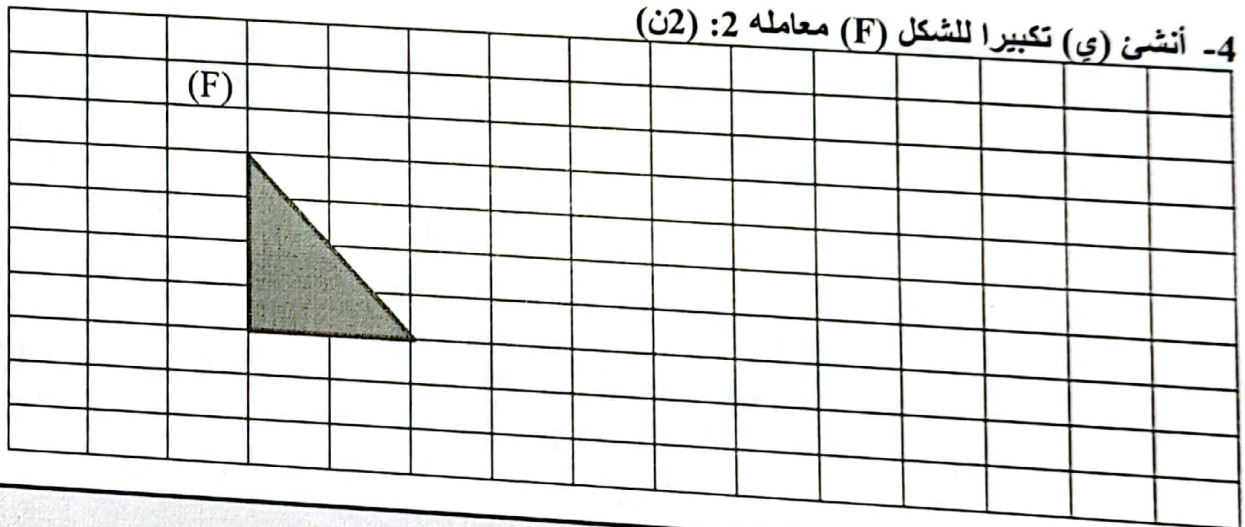 4- أنشئ (ي) تكبيرا للشكل (F) معامله 2: (2ن)
(F)